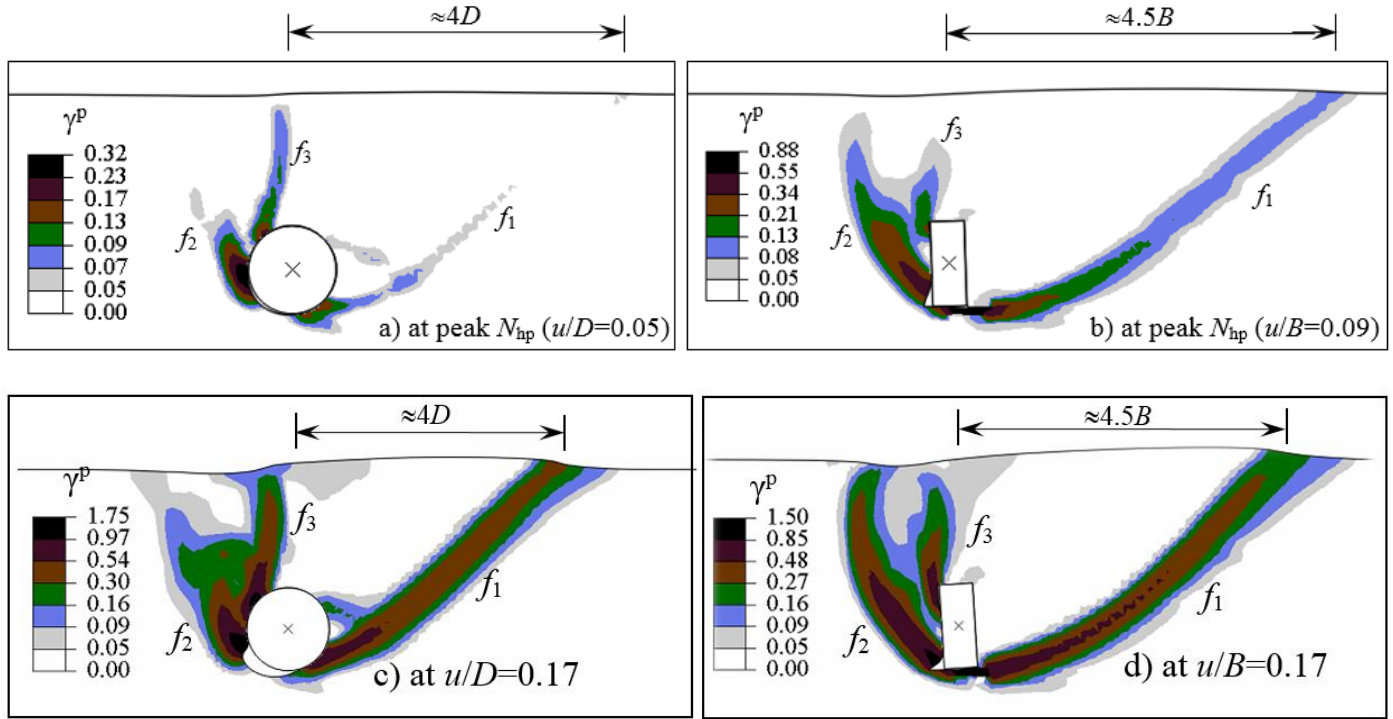 ≈4D
≈4.5B
γᵖ
0.32
0.23
0.17
0.13
0.09
0.07
0.05
0.00
f₃
f₂
f₁
a) at peak Nₕₚ (u/D=0.05)
γᵖ
0.88
0.55
0.34
0.21
0.13
0.08
0.05
0.00
f₃
f₂
f₁
b) at peak Nₕₚ (u/B=0.09)
≈4D
≈4.5B
γᵖ
1.75
0.97
0.54
0.30
0.16
0.09
0.05
0.00
f₃
f₁
f₂
c) at u/D=0.17
γᵖ
1.50
0.85
0.48
0.27
0.16
0.09
0.05
0.00
f₃
f₁
f₂
d) at u/B=0.17